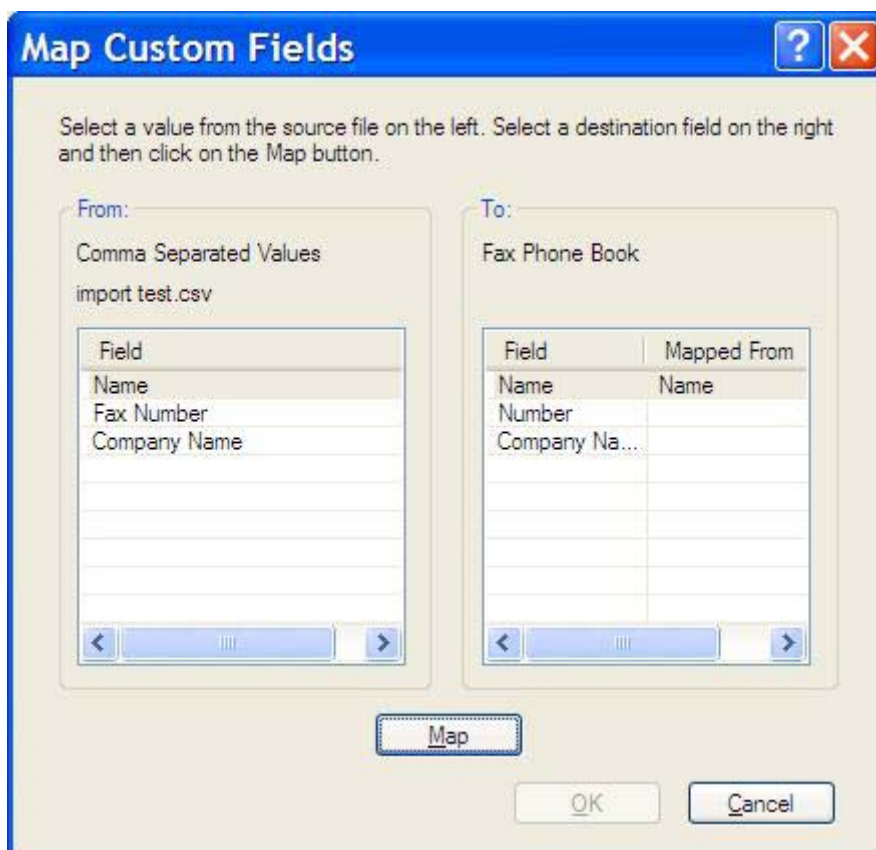 Map Custom Fields
Select a value from the source file on the left. Select a destination field on the right
and then click on the Map button.
From:
Comma Separated Values
import test.csv
Field
Name
Fax Number
Company Name
To:
Fax Phone Book
Field Mapped From
Name Name
Number
Company Na...
Map
OK Cancel